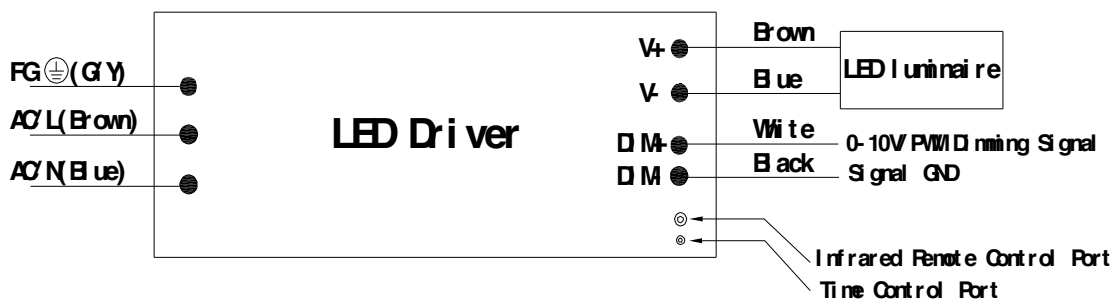 FG (G/Y)
AC/L(Brown)
AC/N(Blue)
LED Driver
V+
V-
DIM+
DIM-
Brown
Blue
White
Black
LED luminaire
0-10V/PWM Dimming Signal
Signal GND
Infrared Remote Control Port
Time Control Port